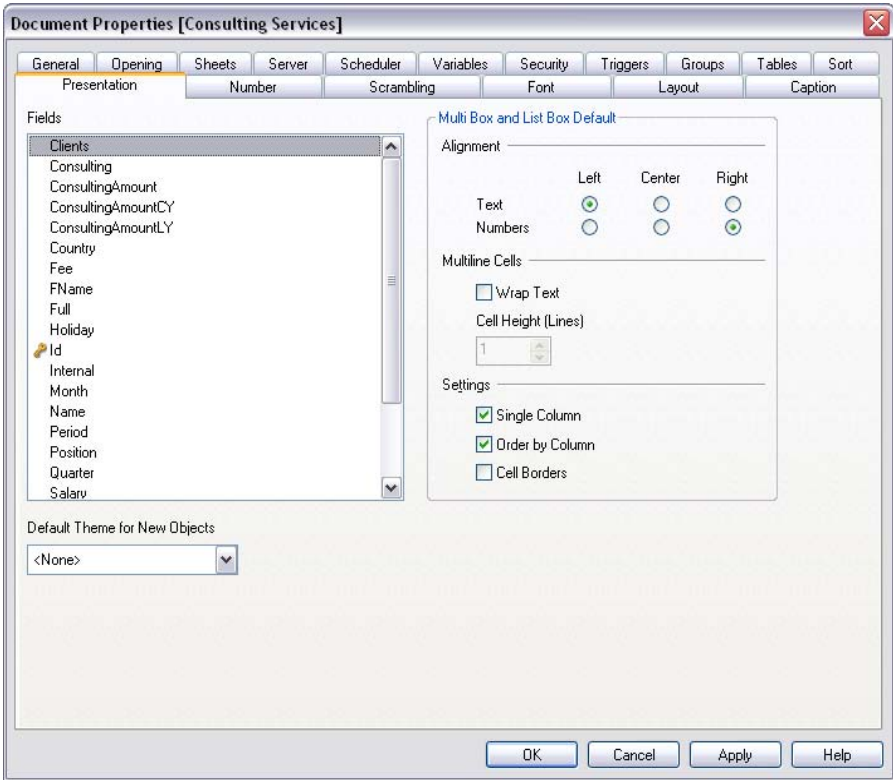 Document Properties [Consulting Services]
General Opening Sheets Server Scheduler Variables Security Triggers Groups Tables Sort
Presentation Number Scrambling Font Layout Caption
Fields
Clients
Consulting
ConsultingAmount
ConsultingAmountCY
ConsultingAmountLY
Country
Fee
FName
Full
Holiday
Id
Internal
Month
Name
Period
Position
Quarter
Salary
Default Theme for New Objects
<None>
Multi Box and List Box Default
Alignment
Left Center Right
Text
Numbers
Multiline Cells
Wrap Text
Cell Height (Lines)
1
Settings
Single Column
Order by Column
Cell Borders
OK Cancel Apply Help